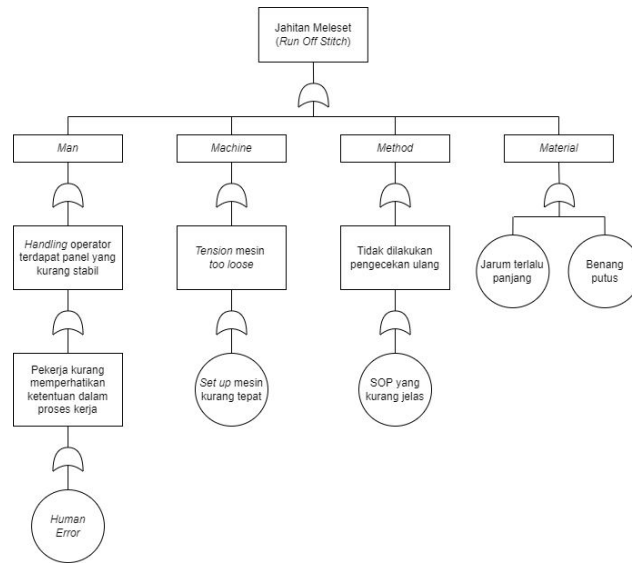 Jahitan Meleset
(Run Off Stitch)
Man
Machine
Method
Material
Handling operator
terdapat panel yang
kurang stabil
Tension mesin
too loose
Tidak dilakukan
pengecekan ulang
Jarum terlalu
panjang
Benang
putus
Pekerja kurang
memperhatikan
ketentuan dalam
proses kerja
Set up mesin
kurang tepat
SOP yang
kurang jelas
Human
Error